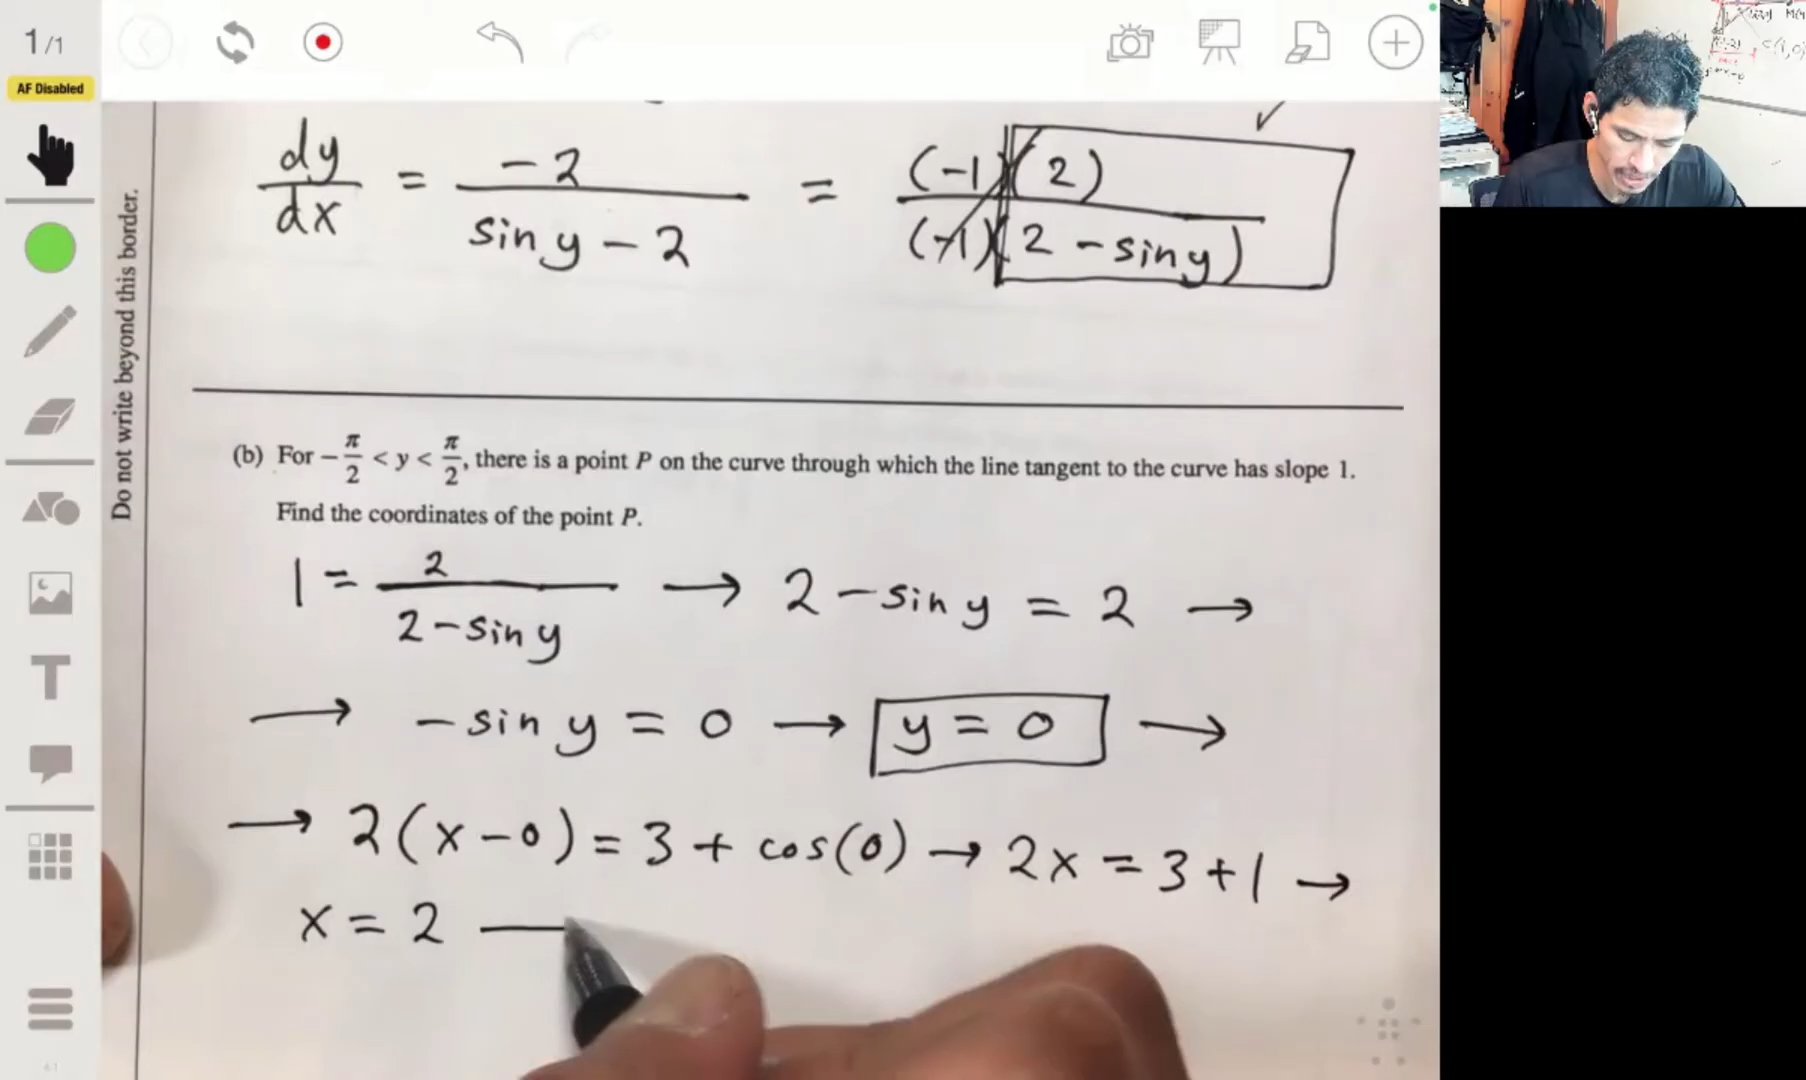 1/1
AF Disabled
dy/dx = -2/(sin y - 2) = (-1)(2)/((-1)(2 - sin y)) ✓
Do not write beyond this border.
(b) For -π/2 < y < π/2, there is a point P on the curve through which the line tangent to the curve has slope 1.
Find the coordinates of the point P.
1 = 2/(2 - sin y) → 2 - sin y = 2 →
→ - sin y = 0 → y = 0 →
→ 2(x - 0) = 3 + cos(0) → 2x = 3 + 1 →
x = 2 —
T